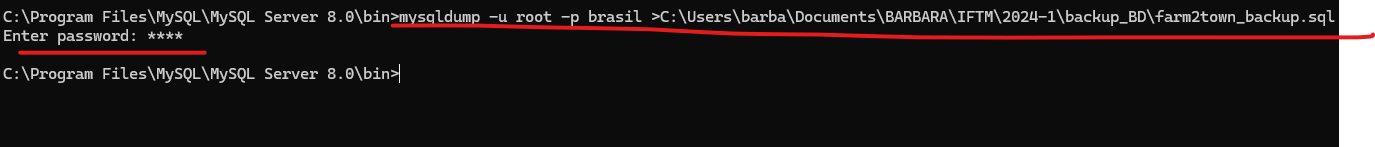 C:\Program Files\MySQL\MySQL Server 8.0\bin>mysqldump -u root -p brasil >C:\Users\barba\Documents\BARBARA\IFTM\2024-1\backup_BD\farm2town_backup.sql
Enter password: ****
C:\Program Files\MySQL\MySQL Server 8.0\bin>